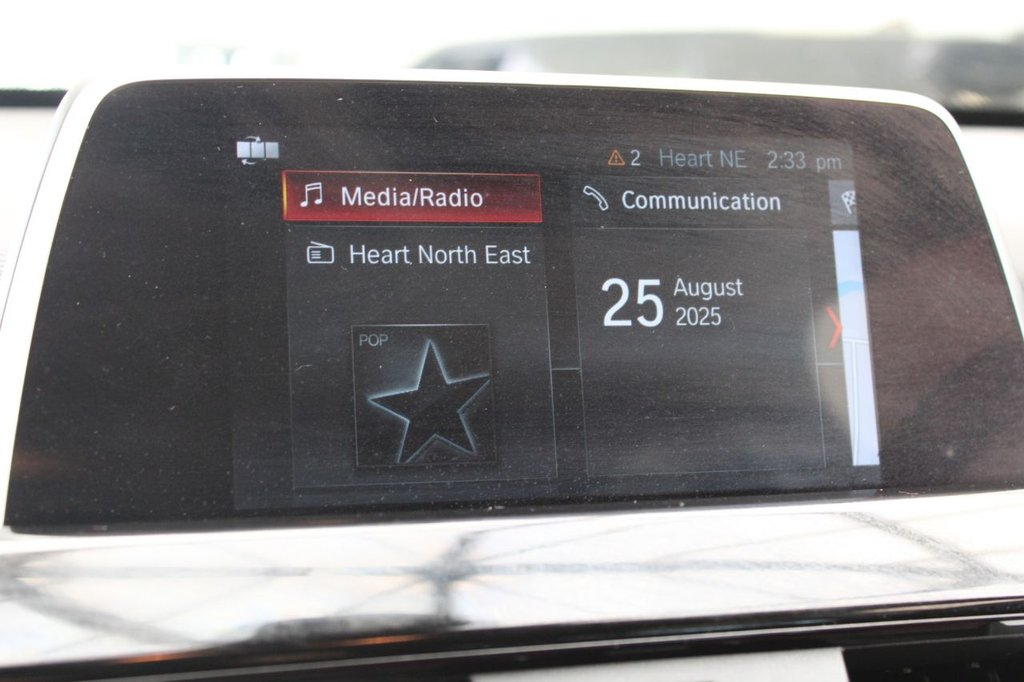 2 Heart NE 2:33 pm
Media/Radio
Communication
Heart North East
25 August
2025
POP